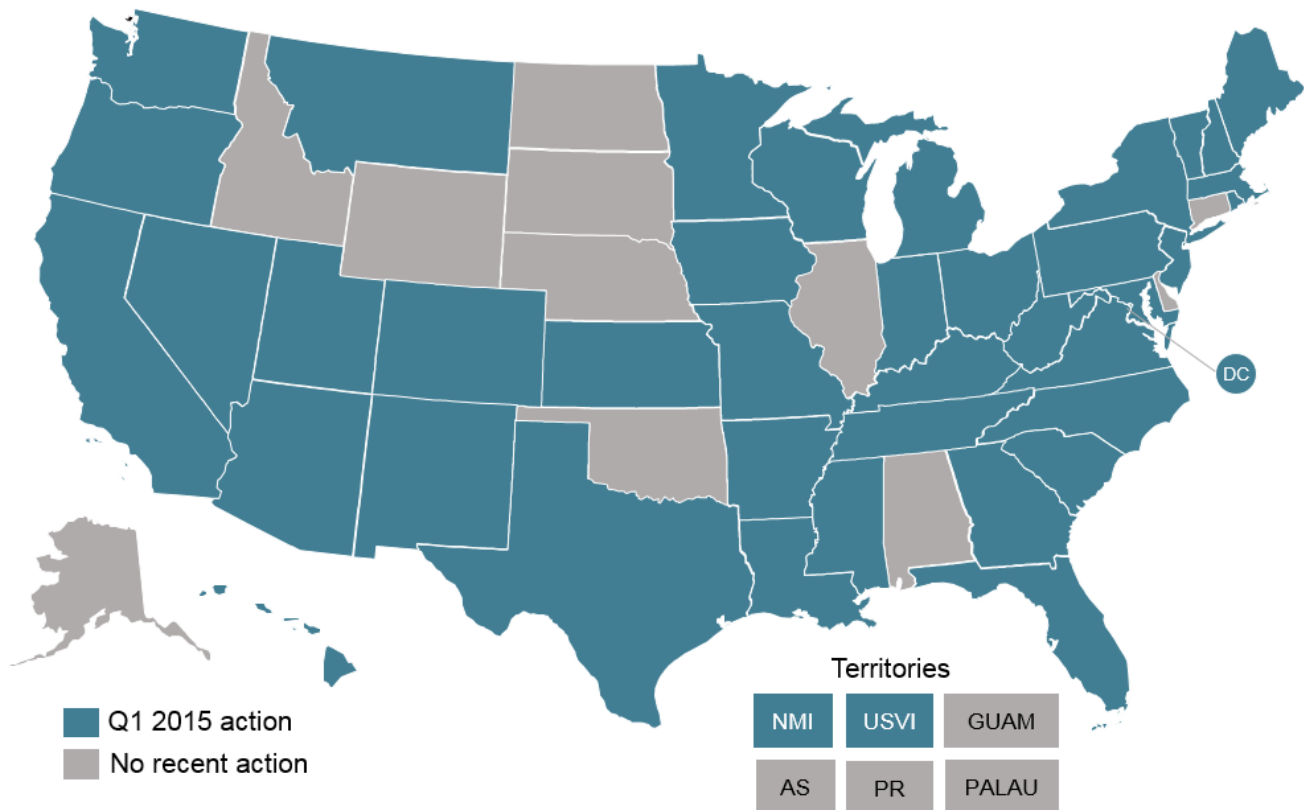 DC
Q1 2015 action
No recent action
Territories
NMI USVI GUAM
AS PR PALAU